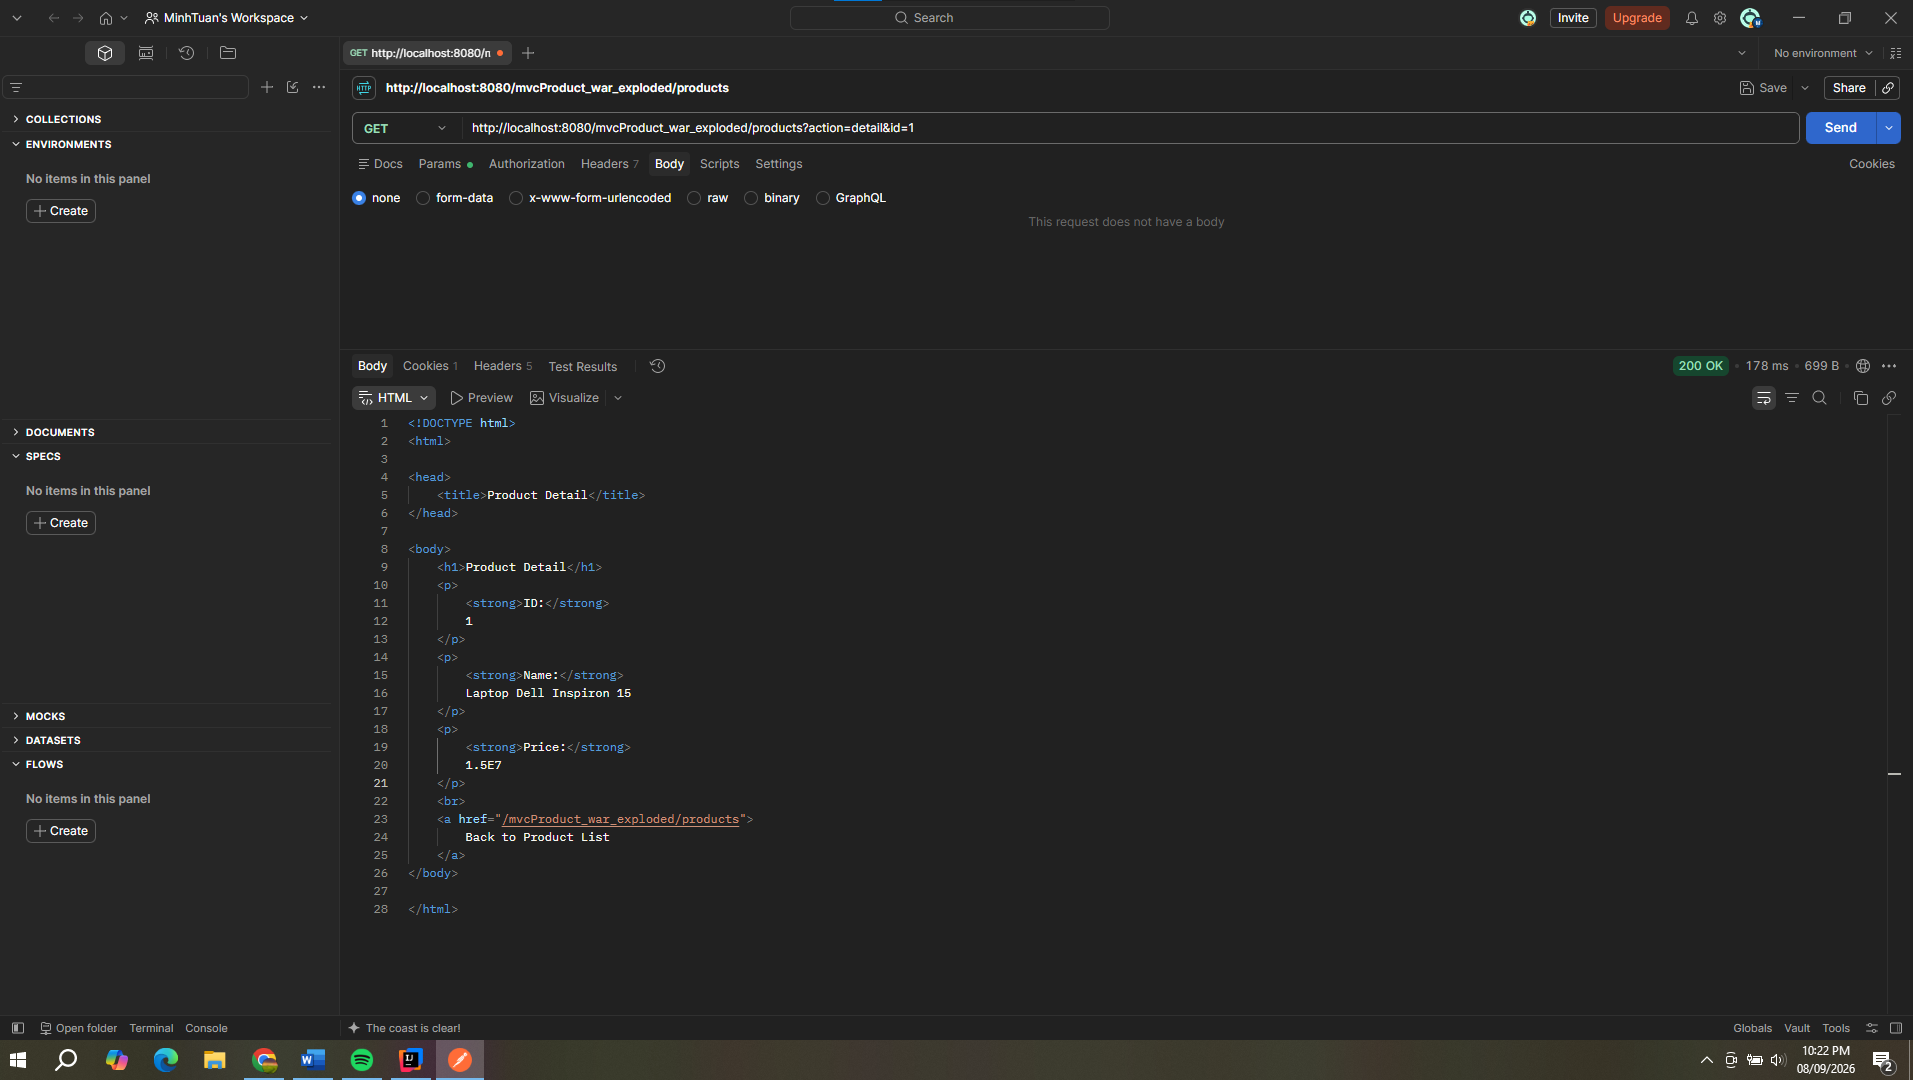 MinhTuan's Workspace
Search
Invite
Upgrade
GET http://localhost:8080/n
No environment
COLLECTIONS
ENVIRONMENTS
No items in this panel
Create
DOCUMENTS
SPECS
No items in this panel
Create
MOCKS
DATASETS
FLOWS
No items in this panel
Create
HTTP http://localhost:8080/mvcProduct_war_exploded/products
Save
Share
GET
http://localhost:8080/mvcProduct_war_exploded/products?action=detail&id=1
Send
Docs Params Authorization Headers 7 Body Scripts Settings
Cookies
none form-data x-www-form-urlencoded raw binary GraphQL
This request does not have a body
Body Cookies 1 Headers 5 Test Results
200 OK • 178 ms • 699 B
HTML Preview Visualize
1 <!DOCTYPE html>
2 <html>
3
4 <head>
5 <title>Product Detail</title>
6 </head>
7
8 <body>
9 <h1>Product Detail</h1>
10 <p>
11 <strong>ID:</strong>
12 1
13 </p>
14 <p>
15 <strong>Name:</strong>
16 Laptop Dell Inspiron 15
17 </p>
18 <p>
19 <strong>Price:</strong>
20 1.5E7
21 </p>
22 <br>
23 <a href="/mvcProduct_war_exploded/products">
24 Back to Product List
25 </a>
26 </body>
27
28 </html>
Open folder Terminal Console
The coast is clear!
Globals Vault Tools
10:22 PM
08/09/2026
2